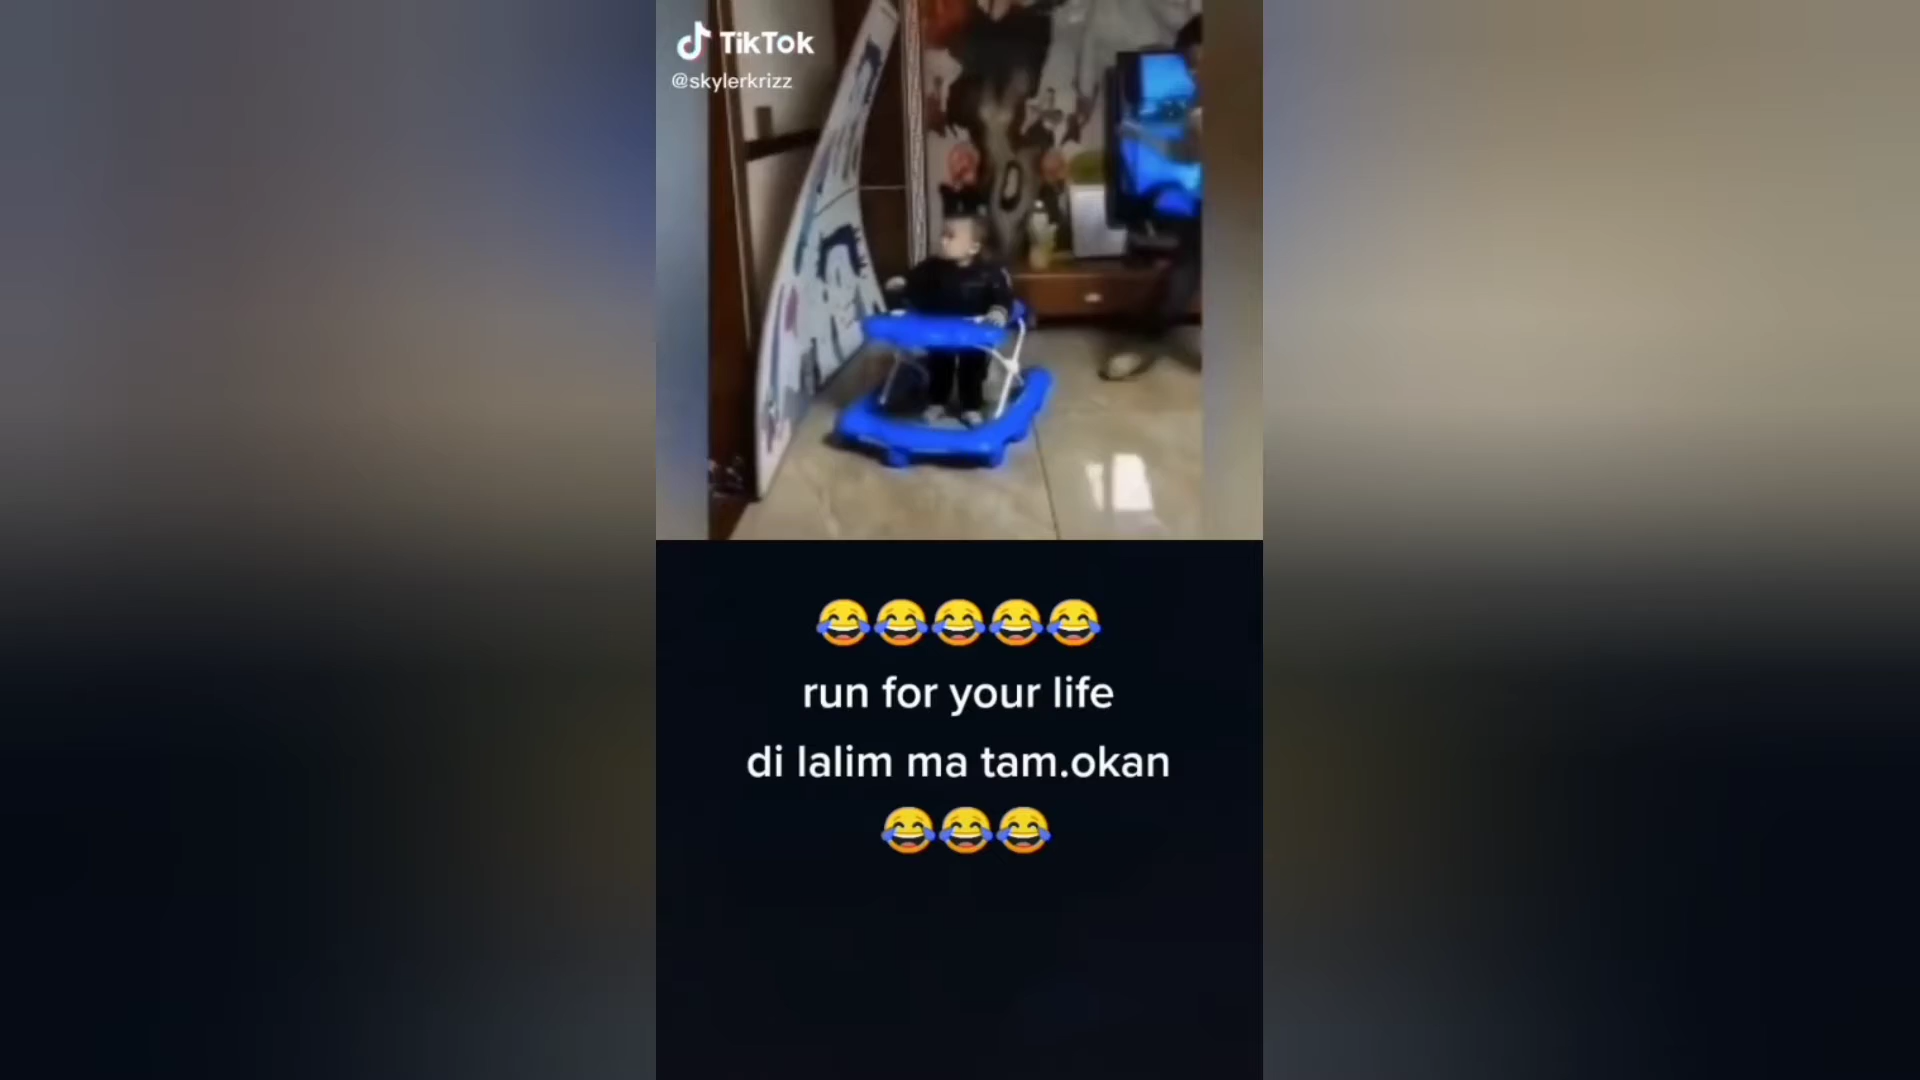 TikTok
@skylerkrizz
😂😂😂😂😂
run for your life
di lalim ma tam.okan
😂😂😂